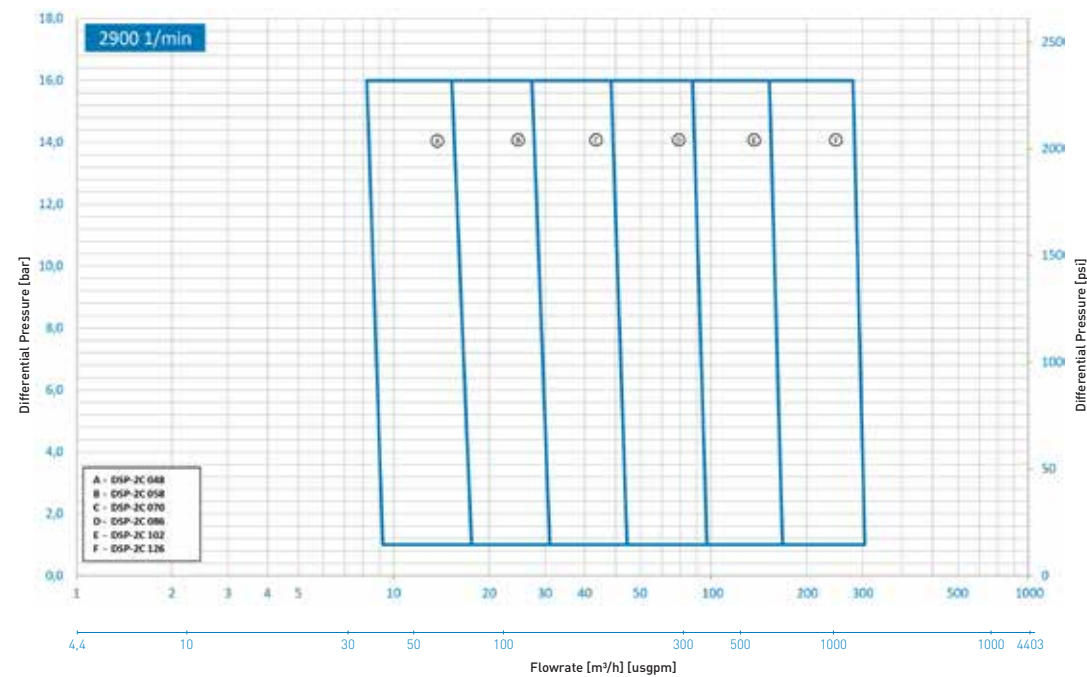 2900 1/min
18,0
16,0
14,0
12,0
10,0
8,0
6,0
4,0
2,0
0,0
Differential Pressure [bar]
250
200
150
100
50
0
Differential Pressure [psi]
A B C D E F
A - DSP-2C 048
B - DSP-2C 058
C - DSP-2C 070
D - DSP-2C 086
E - DSP-2C 102
F - DSP-2C 126
1 2 3 4 5 10 20 30 40 50 100 200 300 500 1000
4,4 10 30 50 100 300 500 1000 1000 4403
Flowrate [m³/h] [usgpm]